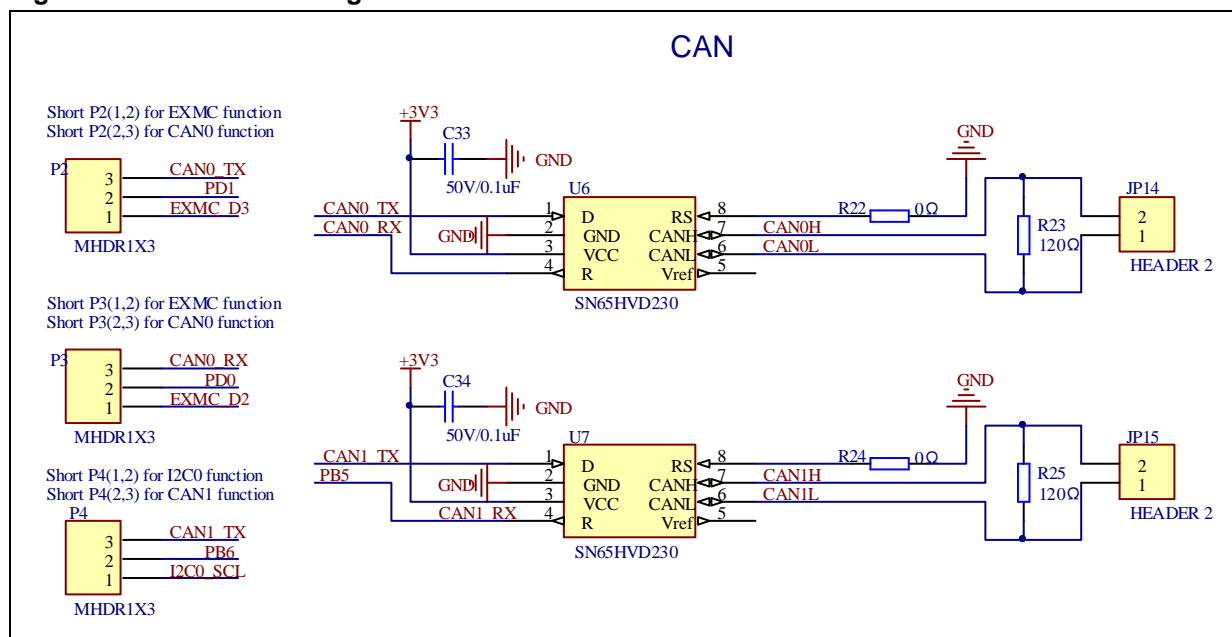 CAN
Short P2(1,2) for EXMC function
Short P2(2,3) for CAN0 function
P2
3 CAN0_TX
2 PD1
1 EXMC_D3
MHDR1X3
Short P3(1,2) for EXMC function
Short P3(2,3) for CAN0 function
P3
3 CAN0_RX
2 PD0
1 EXMC_D2
MHDR1X3
Short P4(1,2) for I2C0 function
Short P4(2,3) for CAN1 function
P4
3 CAN1_TX
2 PB6
1 I2C0_SCL
MHDR1X3
+3V3
C33
GND
50V/0.1uF
U6
CAN0_TX 1 D RS 8 R22 0Ω GND
CAN0_RX GND 2 GND CANH 7 CAN0H
3 VCC CANL 6 CAN0L
4 R Vref 5
SN65HVD230
R23
120Ω
JP14
2
1
HEADER 2
+3V3
C34
GND
50V/0.1uF
U7
CAN1_TX 1 D RS 8 R24 0Ω GND
PB5 GND 2 GND CANH 7 CAN1H
3 VCC CANL 6 CAN1L
CAN1_RX 4 R Vref 5
SN65HVD230
R25
120Ω
JP15
2
1
HEADER 2